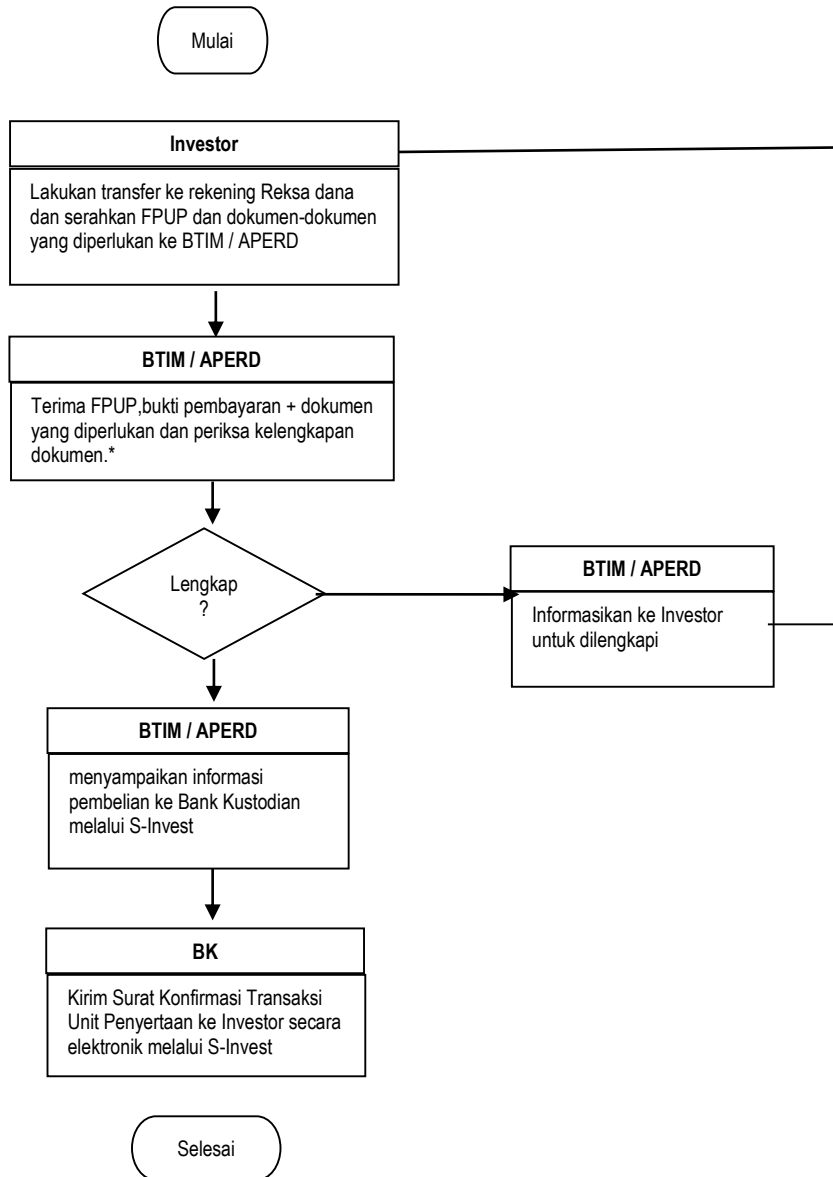 Mulai
Investor
Lakukan transfer ke rekening Reksa dana
dan serahkan FPUP dan dokumen-dokumen
yang diperlukan ke BTIM / APERD
BTIM / APERD
Terima FPUP,bukti pembayaran + dokumen
yang diperlukan dan periksa kelengkapan
dokumen.*
Lengkap
?
BTIM / APERD
Informasikan ke Investor
untuk dilengkapi
BTIM / APERD
menyampaikan informasi
pembelian ke Bank Kustodian
melalui S-Invest
BK
Kirim Surat Konfirmasi Transaksi
Unit Penyertaan ke Investor secara
elektronik melalui S-Invest
Selesai